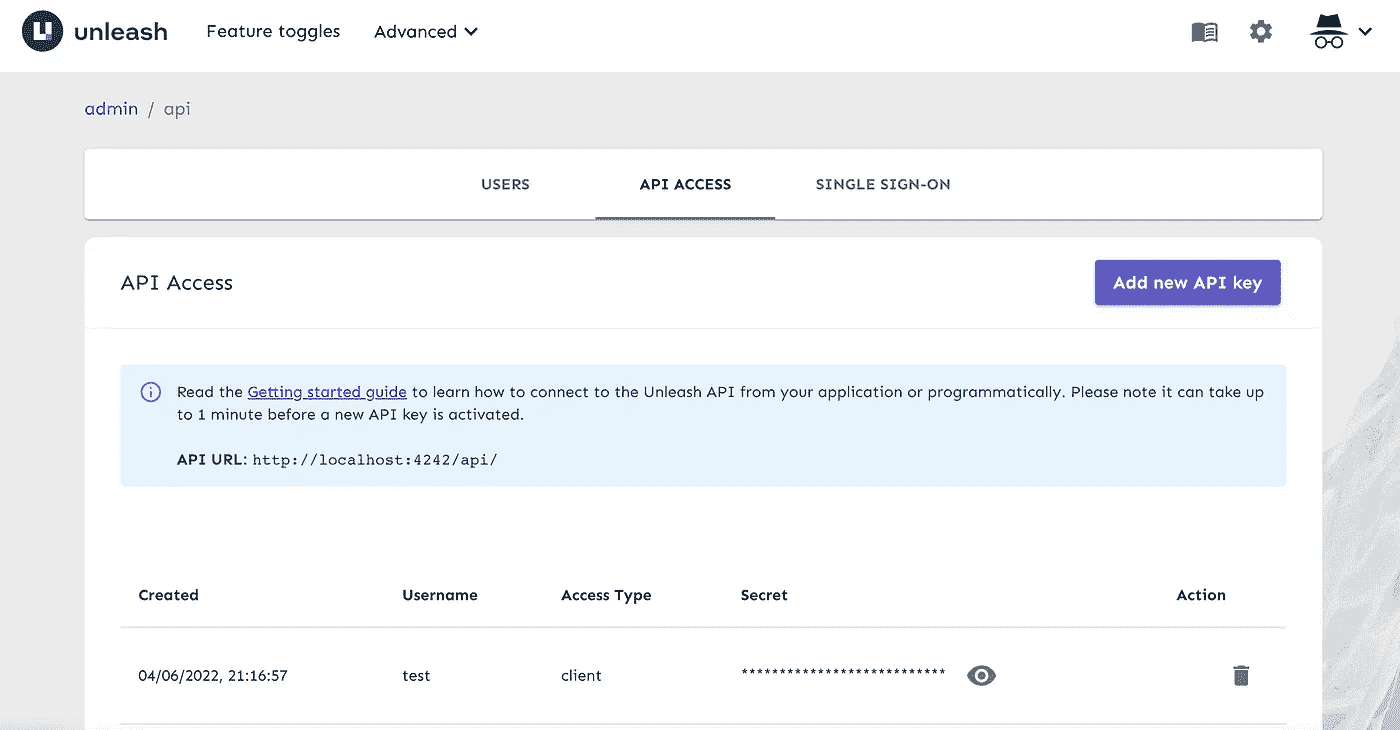 unleash Feature toggles Advanced
admin / api
USERS API ACCESS SINGLE SIGN-ON
API Access Add new API key
Read the Getting started guide to learn how to connect to the Unleash API from your application or programmatically. Please note it can take up
to 1 minute before a new API key is activated.
API URL: http://localhost:4242/api/
Created Username Access Type Secret Action
04/06/2022, 21:16:57 test client ***************************